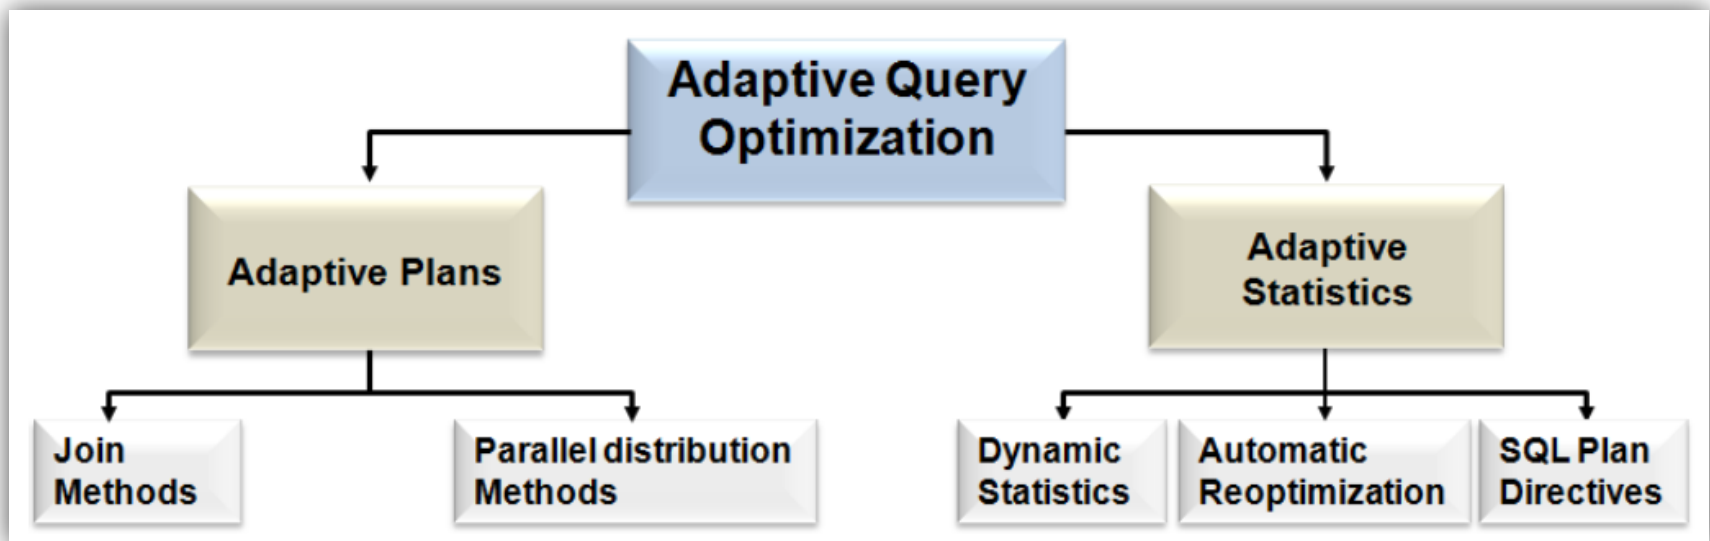 Adaptive Query
Optimization
Adaptive Plans
Adaptive
Statistics
Join
Methods
Parallel distribution
Methods
Dynamic
Statistics
Automatic
Reoptimization
SQL Plan
Directives